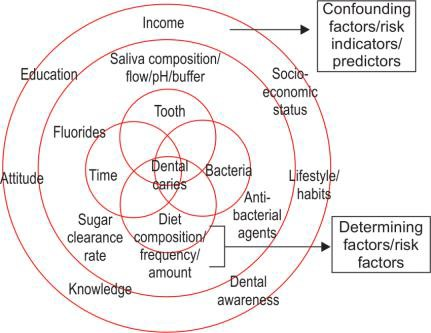 Income
Confounding
factors/risk
indicators/
predictors
Education
Saliva composition/
flow/pH/buffer
Socio-
economic
status
Tooth
Fluorides
Attitude
Time
Dental
caries
Bacteria
Lifestyle/
habits
Sugar
clearance
rate
Diet
composition/
frequency/
amount
Anti-
bacterial
agents
Determining
factors/risk
factors
Knowledge
Dental
awareness